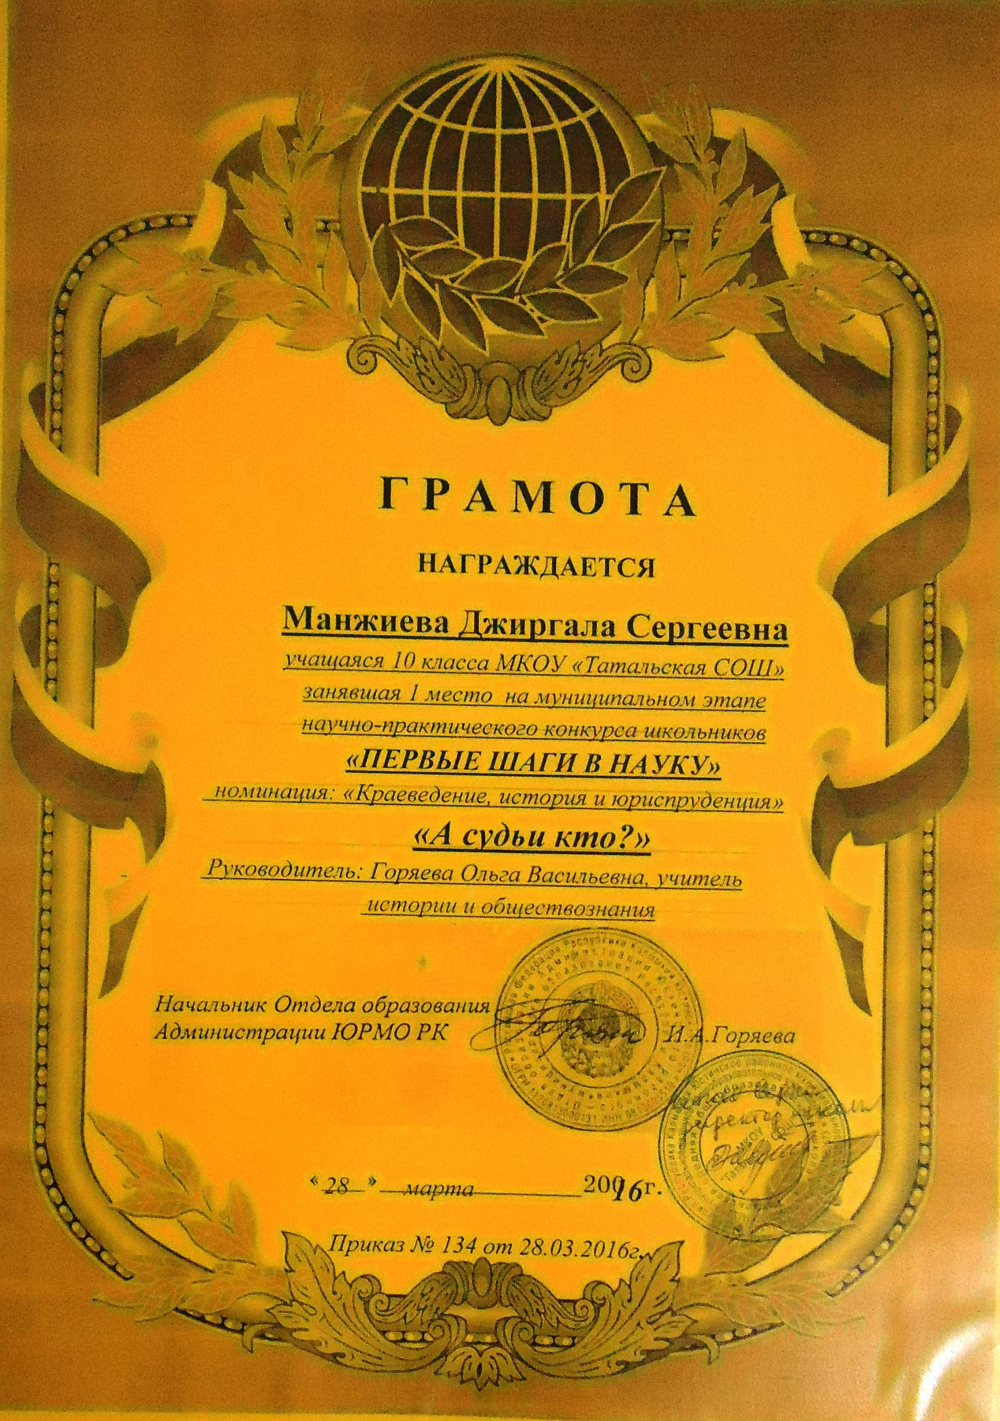 ГРАМОТА
НАГРАЖДАЕТСЯ
Манжиева Джиргала Сергеевна
учащаяся 10 класса МКОУ «Татальская СОШ»
занявшая 1 место на муниципальном этапе
научно-практического конкурса школьников
«ПЕРВЫЕ ШАГИ В НАУКУ»
номинация: «Краеведение, история и юриспруденция»
«А судьи кто?»
Руководитель: Горяева Ольга Васильевна, учитель
истории и обществознания
Начальник Отдела образования
Администрации ЮРМО РК И.А.Горяева
директор школы
« 28 » марта 2016г.
Приказ № 134 от 28.03.2016г.